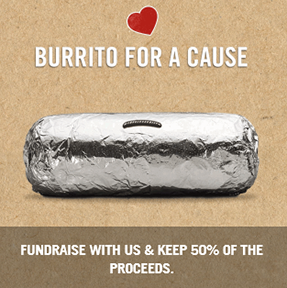 BURRITO FOR A CAUSE
FUNDRAISE WITH US & KEEP 50% OF THE
PROCEEDS.